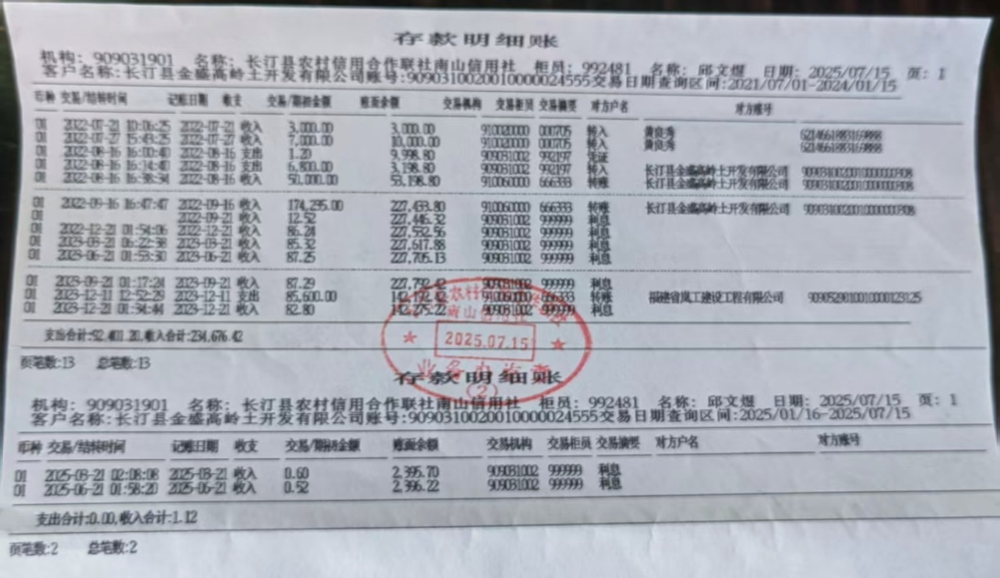 存款明细账
机构: 909031901 名称: 长汀县农村信用合作联社南山信用社 柜员: 992481 名称: 邱文煜 日期: 2025/07/15 页: 1
客户名称:长汀县金盛高岭土开发有限公司账号:9090310020010000024555交易日期查询区间:2021/07/01-2024/01/15
币种 交易/结转时间 记账日期 收支 交易/期初金额 账面余额 交易机构 交易柜员 交易摘要 对方户名 对方账号
01 2022-07-21 10:06:25 2022-07-21 收入 3,000.00 3,000.00 910020000 000705 转入 黄良秀
01 2022-07-27 15:43:25 2022-07-27 收入 7,000.00 10,000.00 910020000 000705 转入 黄良秀
01 2022-08-16 16:00:40 2022-08-16 支出 1.20 9,998.80 909031002 992197 凭证
01 2022-08-16 16:14:40 2022-08-16 支出 6,800.00 3,198.80 909031002 992197 转入 长汀县金盛高岭土开发有限公司
01 2022-08-16 16:38:34 2022-08-16 收入 50,000.00 53,198.80 910060000 666333 转账 长汀县金盛高岭土开发有限公司
01 2022-09-16 16:47:47 2022-09-16 收入 174,235.00 227,433.80 910060000 666333 转账 长汀县金盛高岭土开发有限公司
01 2022-09-21 收入 12.52 227,446.32 909031002 999999 利息
01 2022-12-21 01:54:06 2022-12-21 收入 86.24 227,532.56 909031002 999999 利息
01 2023-03-21 06:22:38 2023-03-21 收入 85.32 227,617.88 909031002 999999 利息
01 2023-06-21 01:53:30 2023-06-21 收入 87.25 227,705.13 909031002 999999 利息
01 2023-09-21 01:17:24 2023-09-21 收入 87.29 227,792.42 909031002 999999 利息
01 2023-12-11 12:52:29 2023-12-11 支出 85,600.00 142,192.42 910060000 666333 转账 福建省岚工建设工程有限公司
01 2023-12-21 01:34:44 2023-12-21 收入 82.80 142,275.22 909031002 999999 利息
支出合计:92,401.20,收入合计:234,676.42
页笔数:13 总笔数:13
南山信用社
★ 2025.07.15 ★
(2)
存款明细账
机构: 909031901 名称: 长汀县农村信用合作联社南山信用社 柜员: 992481 名称: 邱文煜 日期: 2025/07/15 页: 1
客户名称:长汀县金盛高岭土开发有限公司账号:9090310020010000024555交易日期查询区间:2025/01/16-2025/07/15
币种 交易/结转时间 记账日期 收支 交易/期初金额 账面余额 交易机构 交易柜员 交易摘要 对方户名 对方账号
01 2025-03-21 02:08:08 2025-03-21 收入 0.60 2,395.70 909031002 999999 利息
01 2025-06-21 01:58:20 2025-06-21 收入 0.52 2,396.22 909031002 999999 利息
支出合计:0.00,收入合计:1.12
页笔数:2 总笔数:2